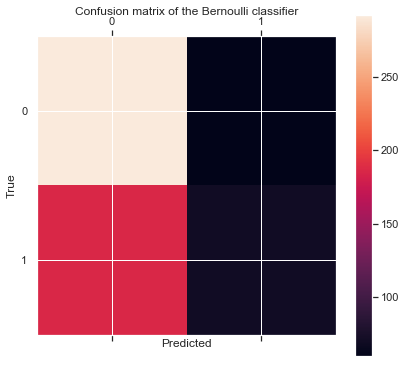 Confusion matrix of the Bernoulli classifier
0 1
0
1
True
Predicted
250
200
150
100